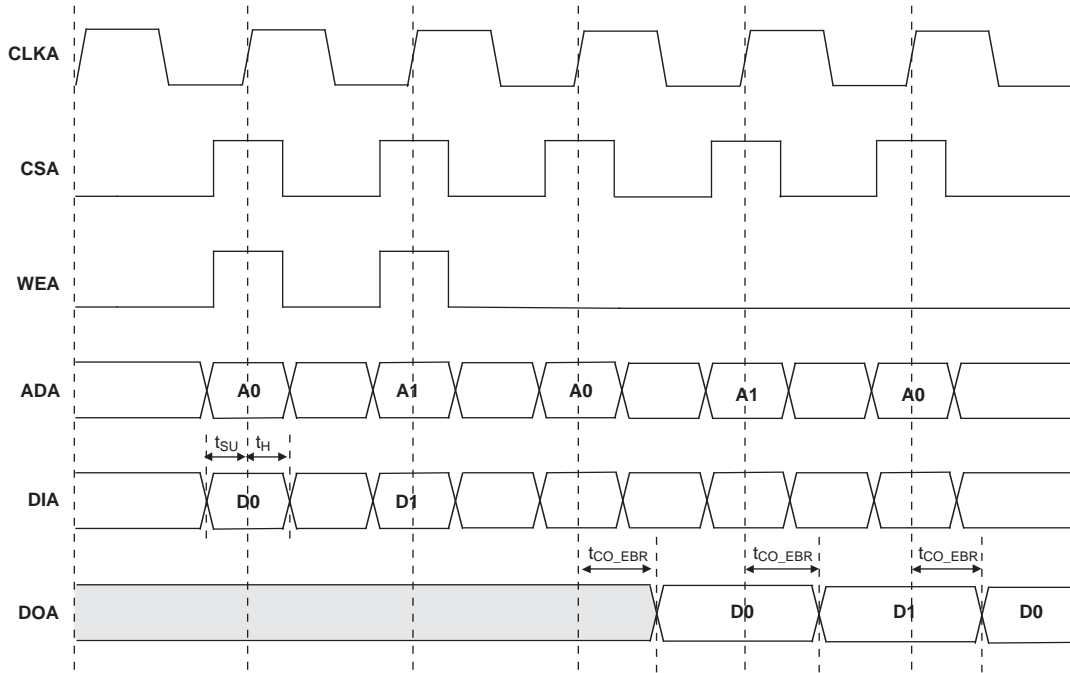 CLKA
CSA
WEA
ADA A0 A1 A0 A1 A0
tSU tH
DIA D0 D1
tCO_EBR tCO_EBR tCO_EBR
DOA D0 D1 D0